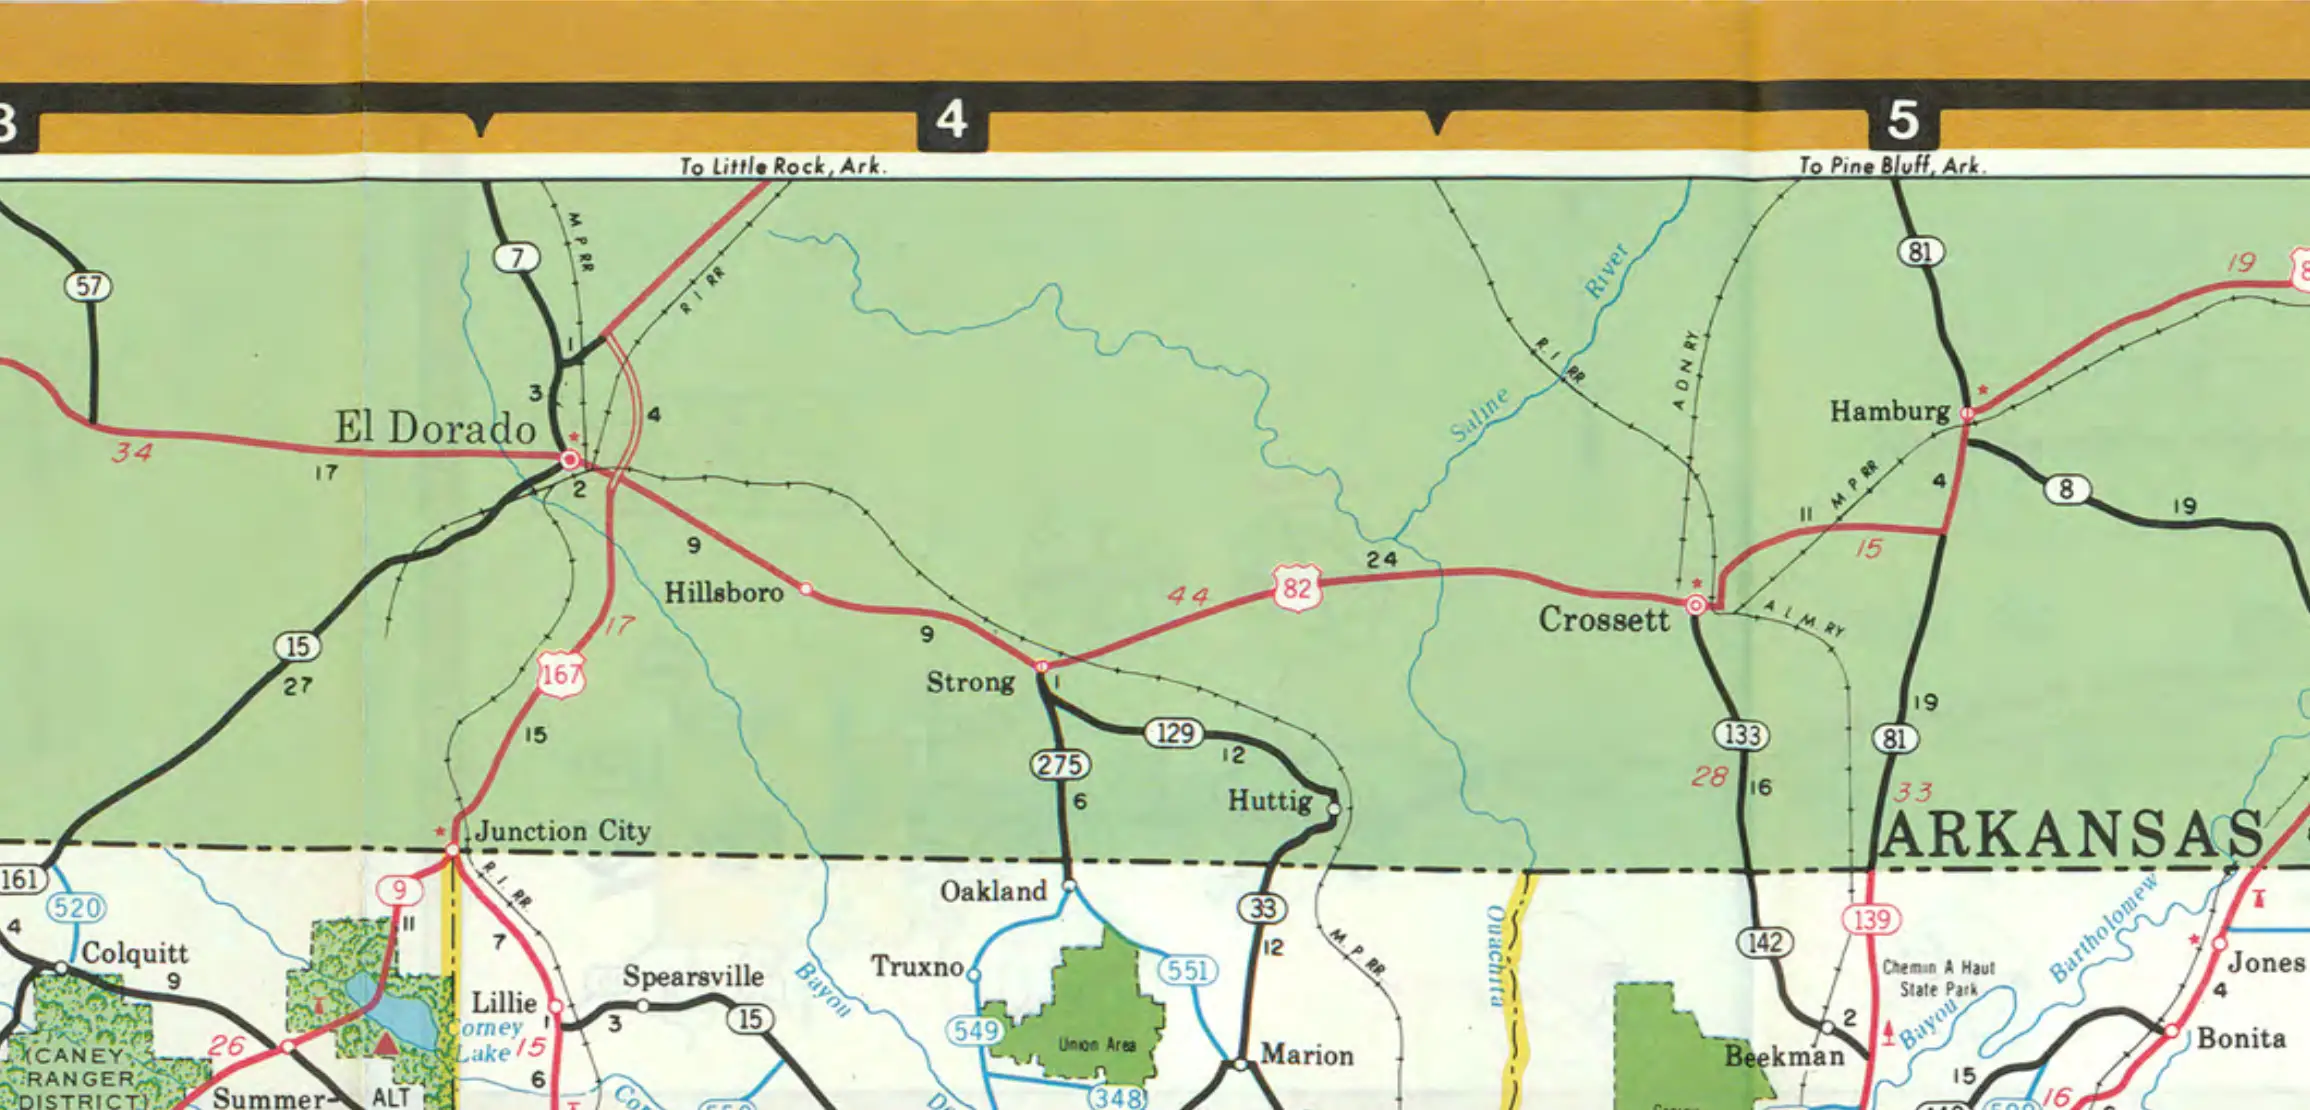 3
4
5
To Little Rock, Ark.
To Pine Bluff, Ark.
57
7
M P RR
R I RR
1
3
4
El Dorado
34
17
2
9
Hillsboro
15
27
17
167
15
9
Strong
1
44
82
24
Saline
River
R. I. RR
A D N RY
Crossett
81
19
8
Hamburg
4
M P RR
11
15
8
19
A L M RY
275
6
129
12
Huttig
133
28
16
19
81
33
ARKANSAS
Junction City
161
520
4
Colquitt
9
9
11
R. I. RR
7
Lillie
Spearsville
3
15
1
15
6
Corney
Lake
26
(CANEY
RANGER
DISTRICT)
Summer-
ALT
Bayou
Oakland
Truxno
549
551
Union Area
348
33
12
Marion
M. P. RR.
Ouachita
142
139
Chemin A Haut
State Park
2
Beekman
Bayou
Bartholomew
Jones
4
Bonita
15
16